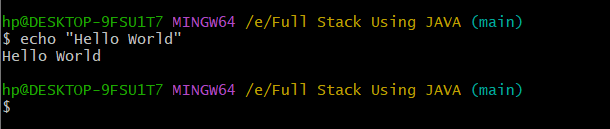 hp@DESKTOP-9FSU1T7 MINGW64 /e/Full Stack Using JAVA (main)
$ echo "Hello World"
Hello World
hp@DESKTOP-9FSU1T7 MINGW64 /e/Full Stack Using JAVA (main)
$